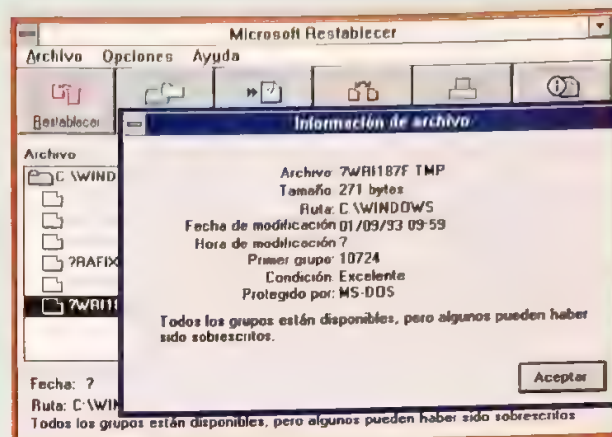 Microsoft Restablecer
Archivo Opciones Ayuda
Restablecer
Información de archivo
Archivo
C:\WIND
?RAFIX
?WRI1
Archivo: ?WRI187F TMP
Tamaño: 271 bytes
Ruta: C:\WINDOWS
Fecha de modificación: 01/09/93 09:59
Hora de modificación: ?
Primer grupo: 10724
Condición: Excelente
Protegido por: MS-DOS
Todos los grupos están disponibles, pero algunos pueden haber
sido sobrescritos.
Aceptar
Fecha: ?
Ruta: C:\WIN
Todos los grupos están disponibles, pero algunos pueden haber sido sobrescritos